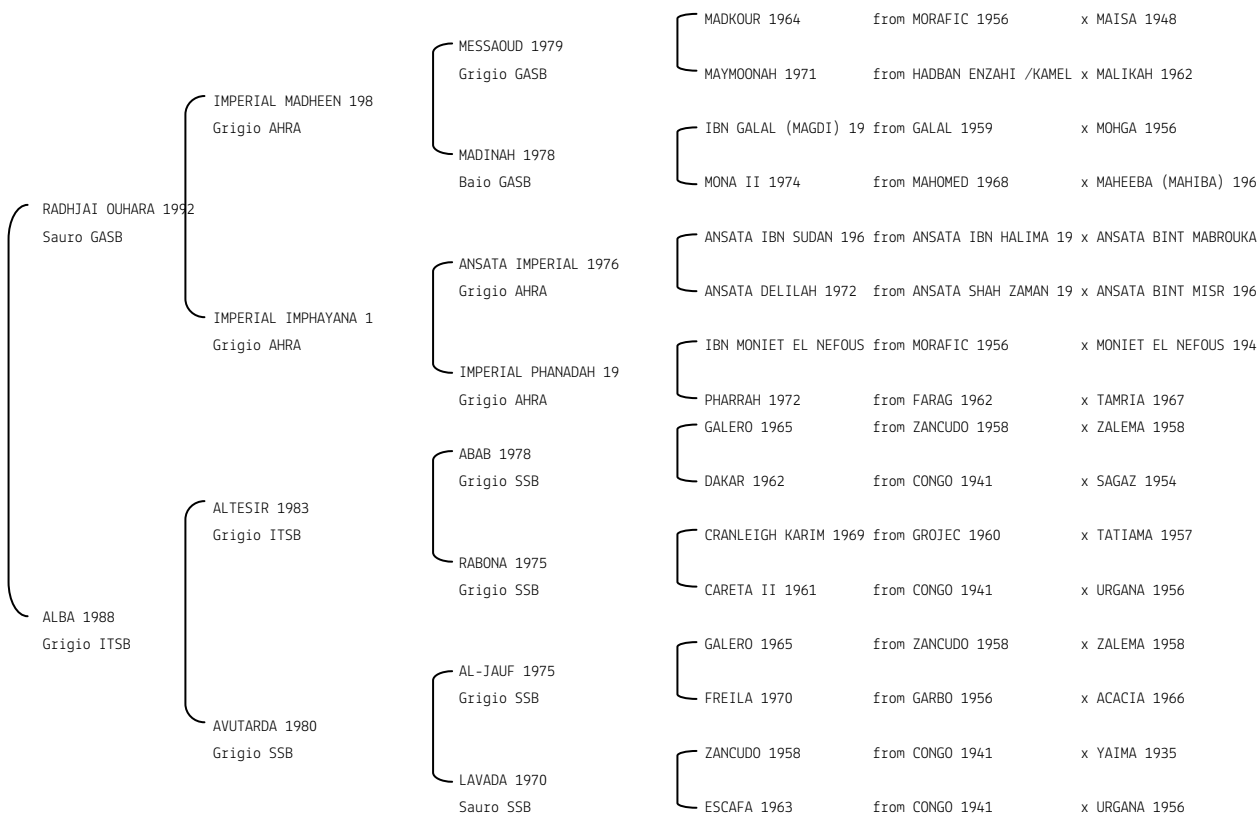 MADKOUR 1964 from MORAFIC 1956 x MAISA 1948
MESSAOUD 1979
Grigio GASB
MAYMOONAH 1971 from HADBAN ENZAHI /KAMEL x MALIKAH 1962
IMPERIAL MADHEEN 198
Grigio AHRA
IBN GALAL (MAGDI) 19 from GALAL 1959 x MOHGA 1956
MADINAH 1978
Baio GASB
MONA II 1974 from MAHOMED 1968 x MAHEEBA (MAHIBA) 196
RADHJAI OUHARA 1992
Sauro GASB
ANSATA IBN SUDAN 196 from ANSATA IBN HALIMA 19 x ANSATA BINT MABROUKA
ANSATA IMPERIAL 1976
Grigio AHRA
ANSATA DELILAH 1972 from ANSATA SHAH ZAMAN 19 x ANSATA BINT MISR 196
IMPERIAL IMPHAYANA 1
Grigio AHRA
IBN MONIET EL NEFOUS from MORAFIC 1956 x MONIET EL NEFOUS 194
IMPERIAL PHANADAH 19
Grigio AHRA
PHARRAH 1972 from FARAG 1962 x TAMRIA 1967
GALERO 1965 from ZANCUDO 1958 x ZALEMA 1958
ABAB 1978
Grigio SSB
DAKAR 1962 from CONGO 1941 x SAGAZ 1954
ALTESIR 1983
Grigio ITSB
CRANLEIGH KARIM 1969 from GROJEC 1960 x TATIAMA 1957
RABONA 1975
Grigio SSB
CARETA II 1961 from CONGO 1941 x URGANA 1956
ALBA 1988
Grigio ITSB
GALERO 1965 from ZANCUDO 1958 x ZALEMA 1958
AL-JAUF 1975
Grigio SSB
FREILA 1970 from GARBO 1956 x ACACIA 1966
AVUTARDA 1980
Grigio SSB
ZANCUDO 1958 from CONGO 1941 x YAIMA 1935
LAVADA 1970
Sauro SSB
ESCAFA 1963 from CONGO 1941 x URGANA 1956